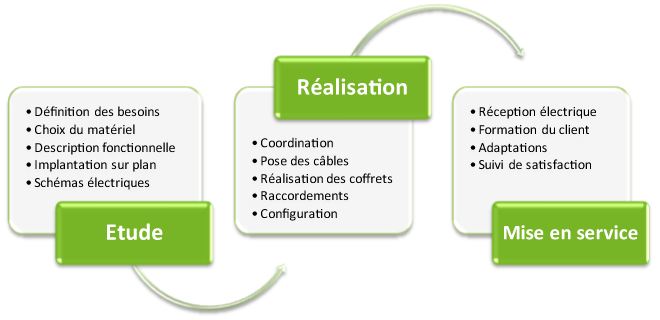 • Définition des besoins
• Choix du matériel
• Description fonctionnelle
• Implantation sur plan
• Schémas électriques
Etude
Réalisation
• Coordination
• Pose des câbles
• Réalisation des coffrets
• Raccordements
• Configuration
• Réception électrique
• Formation du client
• Adaptations
• Suivi de satisfaction
Mise en service